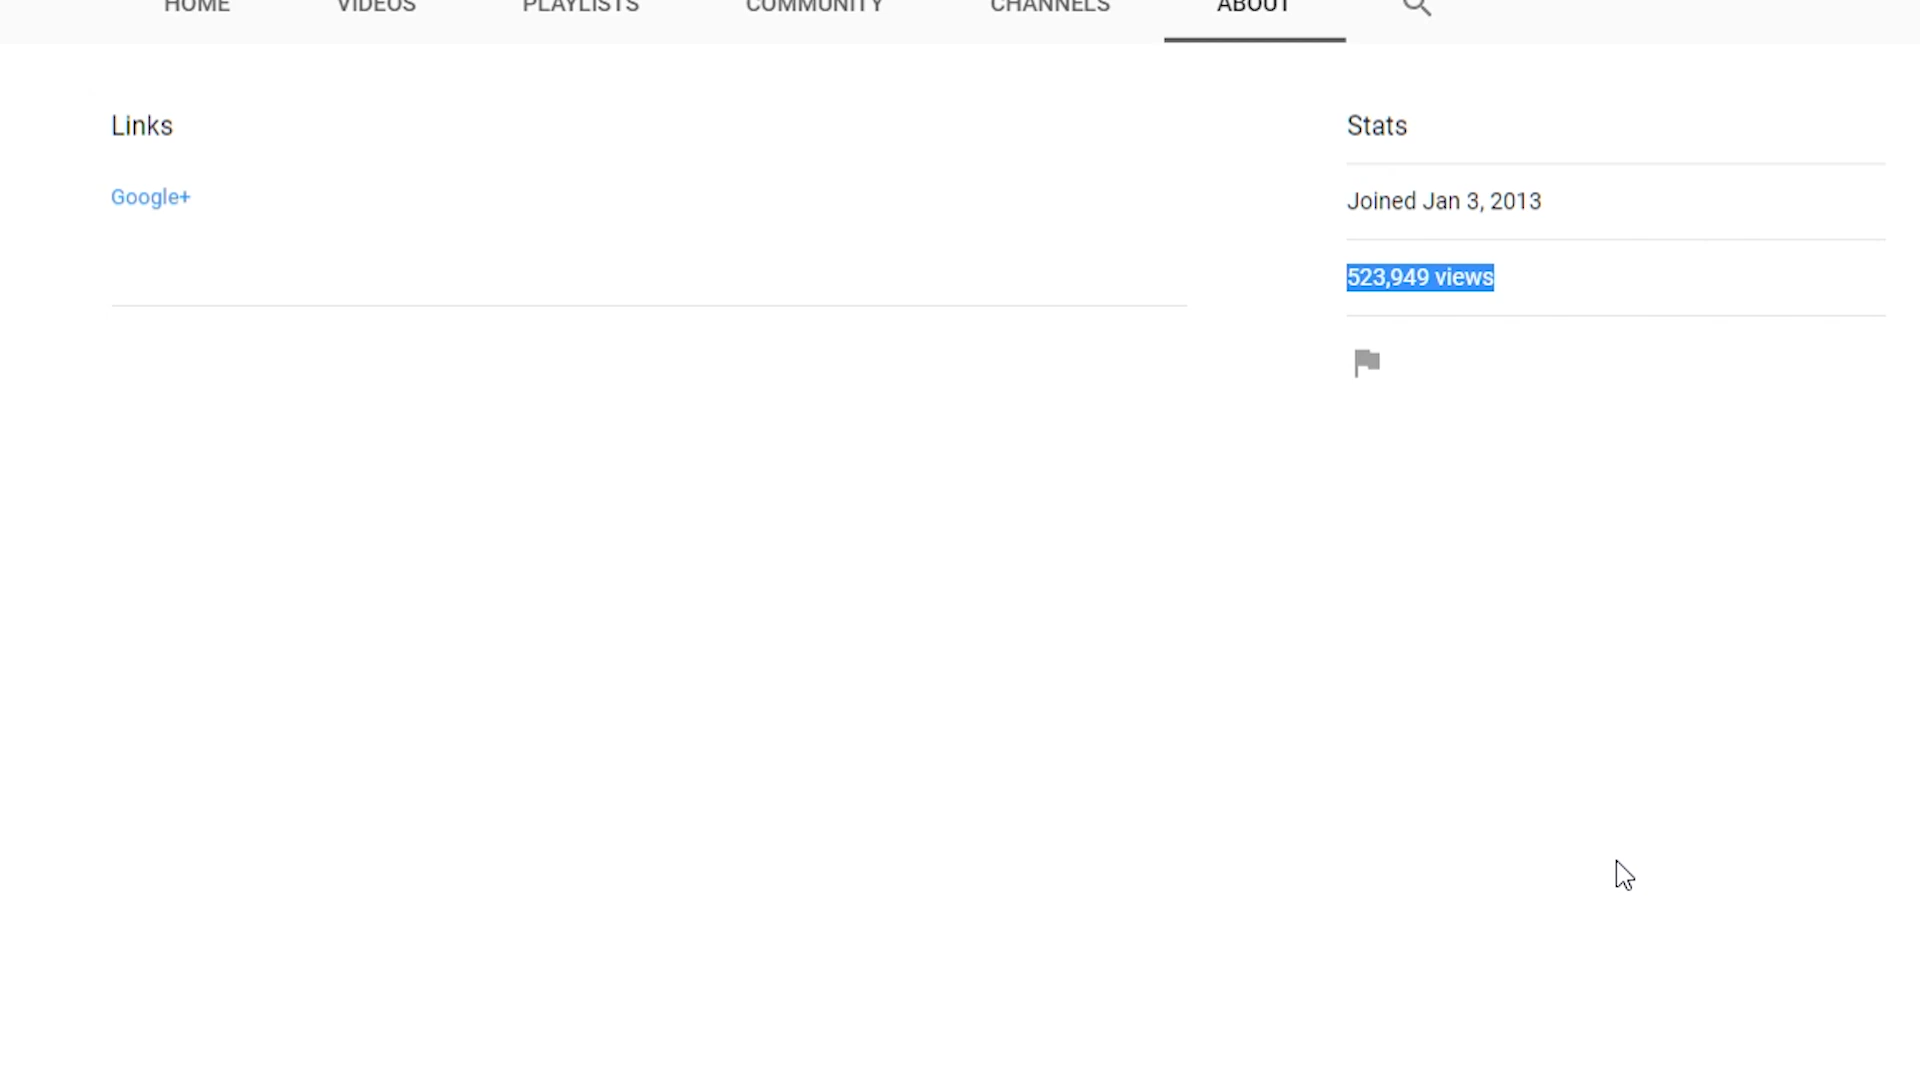 HOME VIDEOS PLAYLISTS COMMUNITY CHANNELS ABOUT
Links
Google+
Stats
Joined Jan 3, 2013
523,949 views